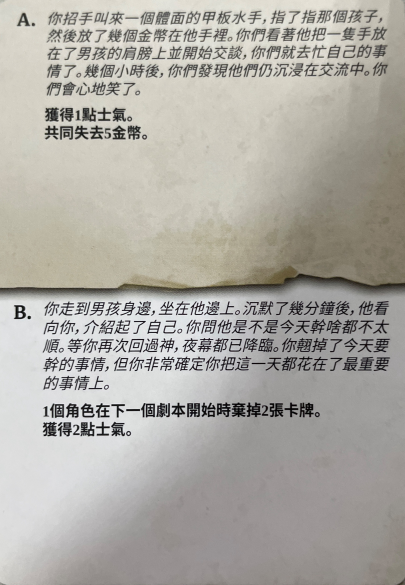 A. 你招手叫來一個體面的甲板水手，指了指那個孩子，
然後放了幾個金幣在他手裡。你們看著他把一隻手放
在了男孩的肩膀上並開始交談，你們就去忙自己的事
情了。幾個小時後，你們發現他們仍沉浸在交流中。你
們會心地笑了。
獲得1點士氣。
共同失去5金幣。
B. 你走到男孩身邊，坐在他邊上。沉默了幾分鐘後，他看
向你，介紹起了自己。你問他是不是今天幹啥都不太
順。等你再次回過神，夜幕都已降臨。你翹掉了今天要
幹的事情，但你非常確定你把這一天都花在了最重要
的事情上。
1個角色在下一個劇本開始時棄掉2張卡牌。
獲得2點士氣。